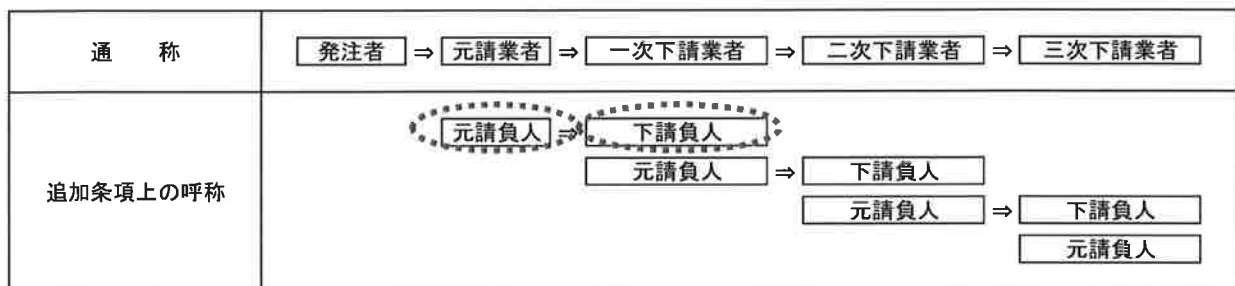 通　称
発注者 ⇒ 元請業者 ⇒ 一次下請業者 ⇒ 二次下請業者 ⇒ 三次下請業者
追加条項上の呼称
元請負人 ⇒ 下請負人
元請負人 ⇒ 下請負人
元請負人 ⇒ 下請負人
元請負人